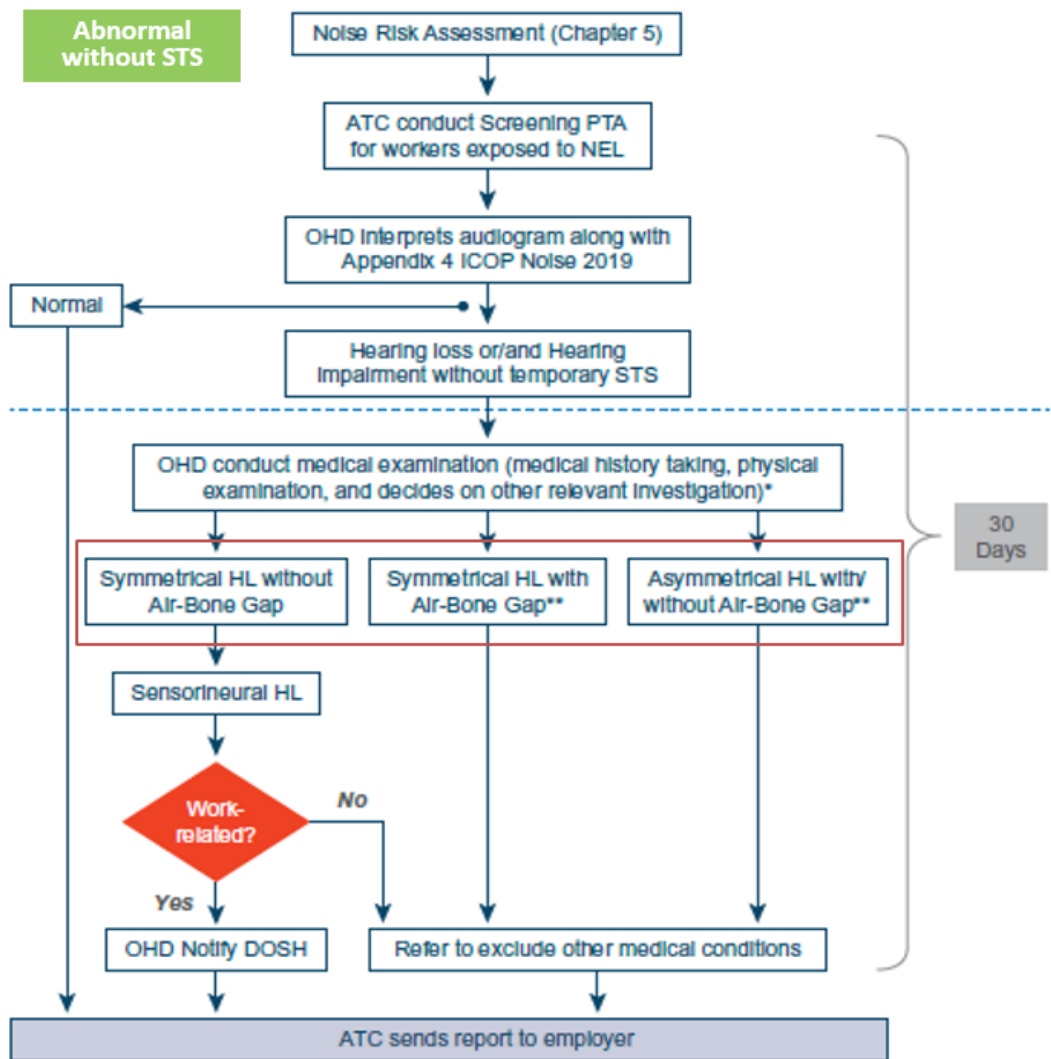 Abnormal
without STS
Noise Risk Assessment (Chapter 5)
ATC conduct Screening PTA
for workers exposed to NEL
OHD Interprets audiogram along with
Appendix 4 ICOP Noise 2019
Normal
Hearing loss or/and Hearing
Impairment without temporary STS
OHD conduct medical examination (medical history taking, physical
examination, and decides on other relevant Investigation)*
30
Days
Symmetrical HL without
Air-Bone Gap
Symmetrical HL with
Air-Bone Gap**
Asymmetrical HL with/
without Air-Bone Gap**
Sensorineural HL
Work-
related?
No
Yes
OHD Notify DOSH
Refer to exclude other medical conditions
ATC sends report to employer